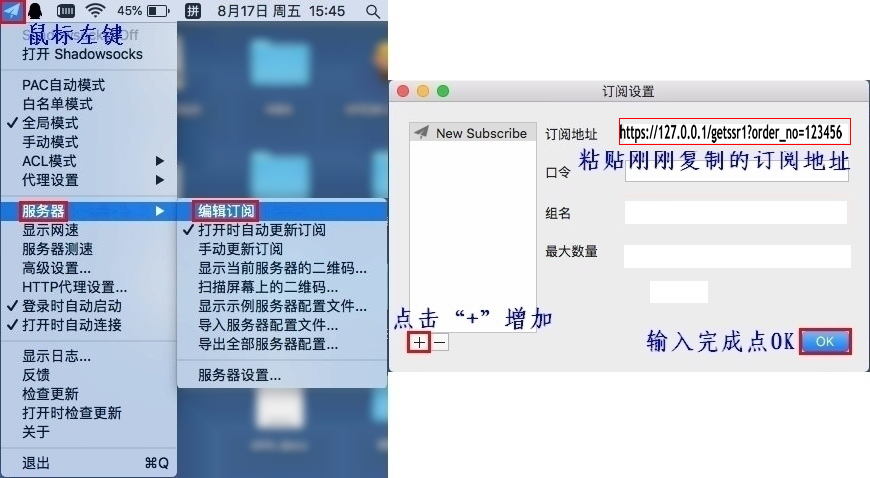 45%
拼
8月17日 周五 15:45
鼠标左键
打开 Shadowsocks
PAC自动模式
白名单模式
✓ 全局模式
手动模式
ACL模式
代理设置
服务器
显示网速
服务器测速
高级设置...
HTTP代理设置...
✓ 登录时自动启动
✓ 打开时自动连接
显示日志...
反馈
检查更新
打开时检查更新
关于
退出 ⌘Q
编辑订阅
✓ 打开时自动更新订阅
手动更新订阅
显示当前服务器的二维码...
扫描屏幕上的二维码...
显示示例服务器配置文件...
导入服务器配置文件...
导出全部服务器配置...
服务器设置...
订阅设置
New Subscribe
订阅地址 https://127.0.0.1/getssr1?order_no=123456
粘贴刚刚复制的订阅地址
口令
组名
最大数量
点击“+”增加
+ −
输入完成点OK
OK